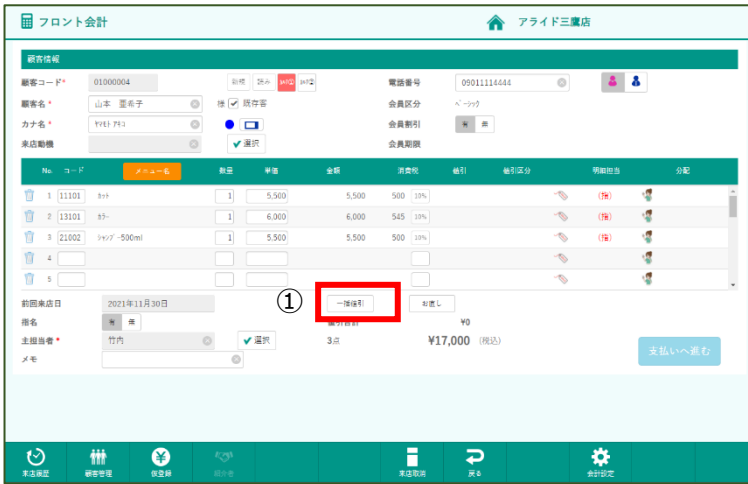 フロント会計 アライド三鷹店
顧客情報
顧客コード* 01000004 新規 読み 電話番号 09011114444
顧客名* 山本 亜希子 様 既存客 会員区分 ベーシック
カナ名* ﾔﾏﾓﾄ ｱｷｺ 会員割引 有 無
来店動機 選択 会員期限
No. コード メニュー名 数量 単価 金額 消費税 値引 値引区分 明細担当 分配
1 11101 ｶｯﾄ 1 5,500 5,500 500 10% (指)
2 13101 ｶﾗｰ 1 6,000 6,000 545 10% (指)
3 21002 ｼｬﾝﾌﾟｰ500ml 1 5,500 5,500 500 10% (指)
4
5
前回来店日 2021年11月30日 ① 一括値引 お直し
指名 有 無 値引合計 ¥0
主担当者* 竹内 選択 3点 ¥17,000 (税込) 支払いへ進む
メモ
来店履歴 顧客管理 仮登録 紹介者 来店取消 戻る 会計設定